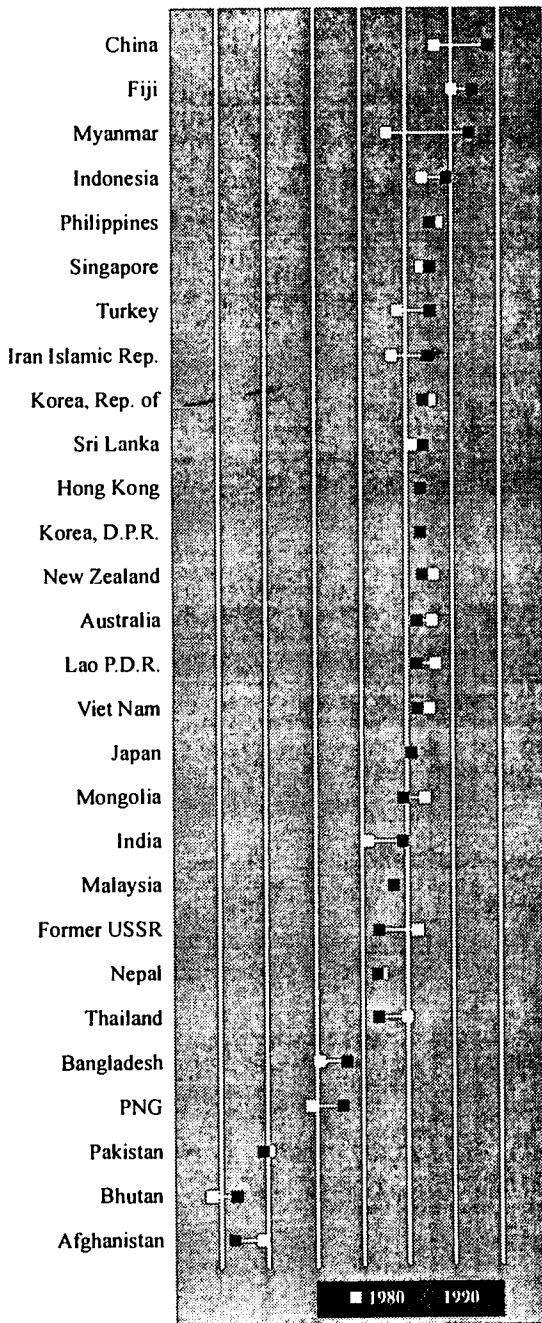 China
Fiji
Myanmar
Indonesia
Philippines
Singapore
Turkey
Iran Islamic Rep.
Korea, Rep. of
Sri Lanka
Hong Kong
Korea, D.P.R.
New Zealand
Australia
Lao P.D.R.
Viet Nam
Japan
Mongolia
India
Malaysia
Former USSR
Nepal
Thailand
Bangladesh
PNG
Pakistan
Bhutan
Afghanistan
1980 1990